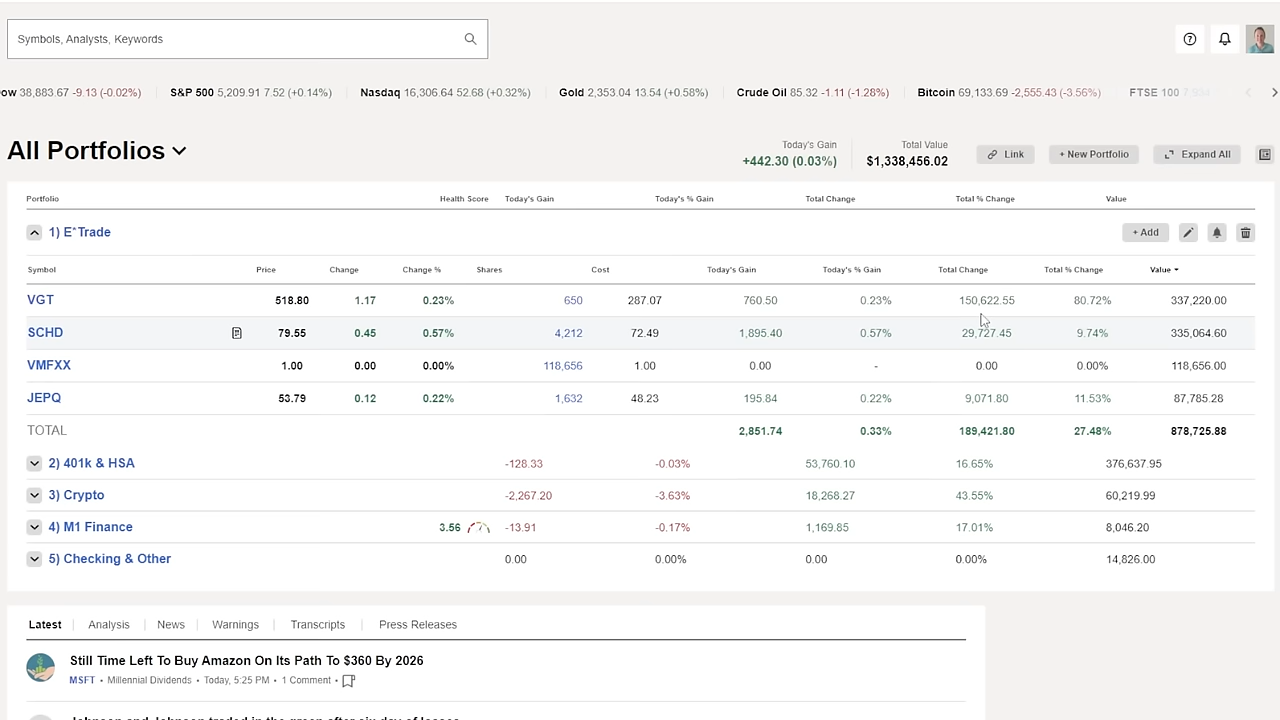 Symbols, Analysts, Keywords
ow 38,883.67 -9.13 (-0.02%) S&P 500 5,209.91 7.52 (+0.14%) Nasdaq 16,306.64 52.68 (+0.32%) Gold 2,353.04 13.54 (+0.58%) Crude Oil 85.32 -1.11 (-1.28%) Bitcoin 69,133.69 -2,555.43 (-3.56%) FTSE 100
All Portfolios
Today's Gain
+442.30 (0.03%)
Total Value
$1,338,456.02
Link + New Portfolio Expand All
Portfolio Health Score Today's Gain Today's % Gain Total Change Total % Change Value
1) E*Trade + Add
Symbol Price Change Change % Shares Cost Today's Gain Today's % Gain Total Change Total % Change Value
VGT 518.80 1.17 0.23% 650 287.07 760.50 0.23% 150,622.55 80.72% 337,220.00
SCHD 79.55 0.45 0.57% 4,212 72.49 1,895.40 0.57% 29,727.45 9.74% 335,064.60
VMFXX 1.00 0.00 0.00% 118,656 1.00 0.00 - 0.00 0.00% 118,656.00
JEPQ 53.79 0.12 0.22% 1,632 48.23 195.84 0.22% 9,071.80 11.53% 87,785.28
TOTAL 2,851.74 0.33% 189,421.80 27.48% 878,725.88
2) 401k & HSA -128.33 -0.03% 53,760.10 16.65% 376,637.95
3) Crypto -2,267.20 -3.63% 18,268.27 43.55% 60,219.99
4) M1 Finance 3.56 -13.91 -0.17% 1,169.85 17.01% 8,046.20
5) Checking & Other 0.00 0.00% 0.00 0.00% 14,826.00
Latest Analysis News Warnings Transcripts Press Releases
Still Time Left To Buy Amazon On Its Path To $360 By 2026
MSFT • Millennial Dividends • Today, 5:25 PM • 1 Comment •